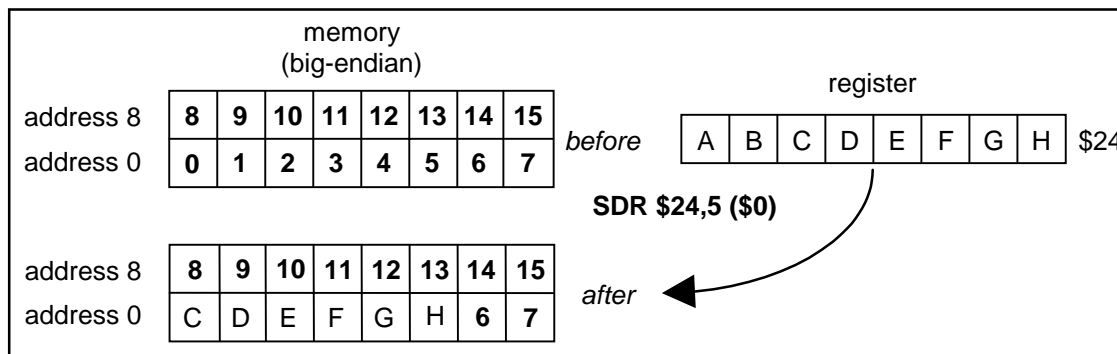 memory
(big-endian)
register
address 8 8 9 10 11 12 13 14 15
address 0 0 1 2 3 4 5 6 7
before
A B C D E F G H $24
SDR $24,5 ($0)
address 8 8 9 10 11 12 13 14 15
address 0 C D E F G H 6 7
after